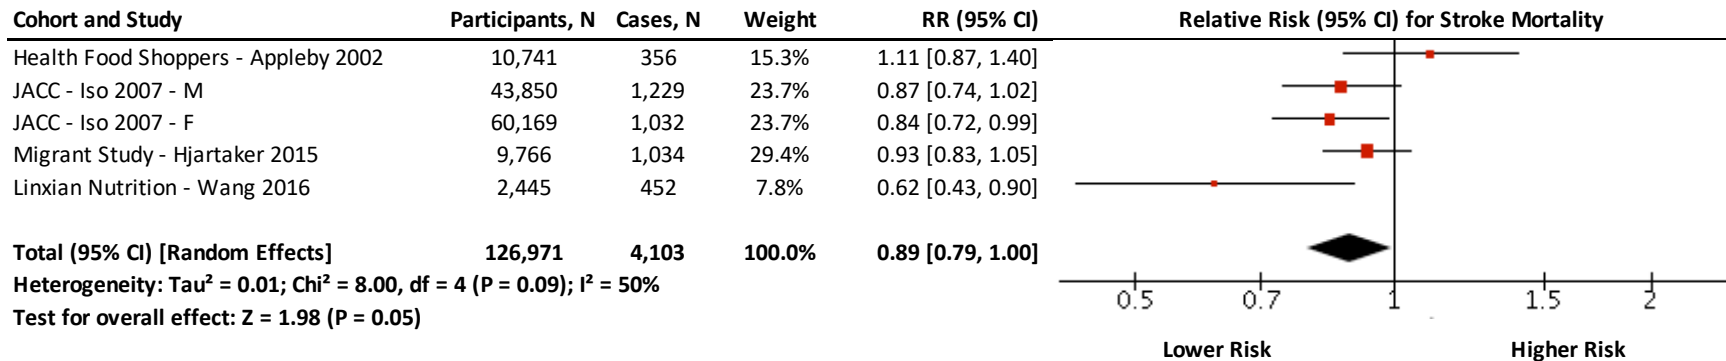 Cohort and Study Participants, N Cases, N Weight RR (95% CI) Relative Risk (95% CI) for Stroke Mortality
Health Food Shoppers - Appleby 2002 10,741 356 15.3% 1.11 [0.87, 1.40]
JACC - Iso 2007 - M 43,850 1,229 23.7% 0.87 [0.74, 1.02]
JACC - Iso 2007 - F 60,169 1,032 23.7% 0.84 [0.72, 0.99]
Migrant Study - Hjartaker 2015 9,766 1,034 29.4% 0.93 [0.83, 1.05]
Linxian Nutrition - Wang 2016 2,445 452 7.8% 0.62 [0.43, 0.90]
Total (95% CI) [Random Effects] 126,971 4,103 100.0% 0.89 [0.79, 1.00]
Heterogeneity: Tau² = 0.01; Chi² = 8.00, df = 4 (P = 0.09); I² = 50%
0.5 0.7 1 1.5 2
Test for overall effect: Z = 1.98 (P = 0.05)
Lower Risk Higher Risk